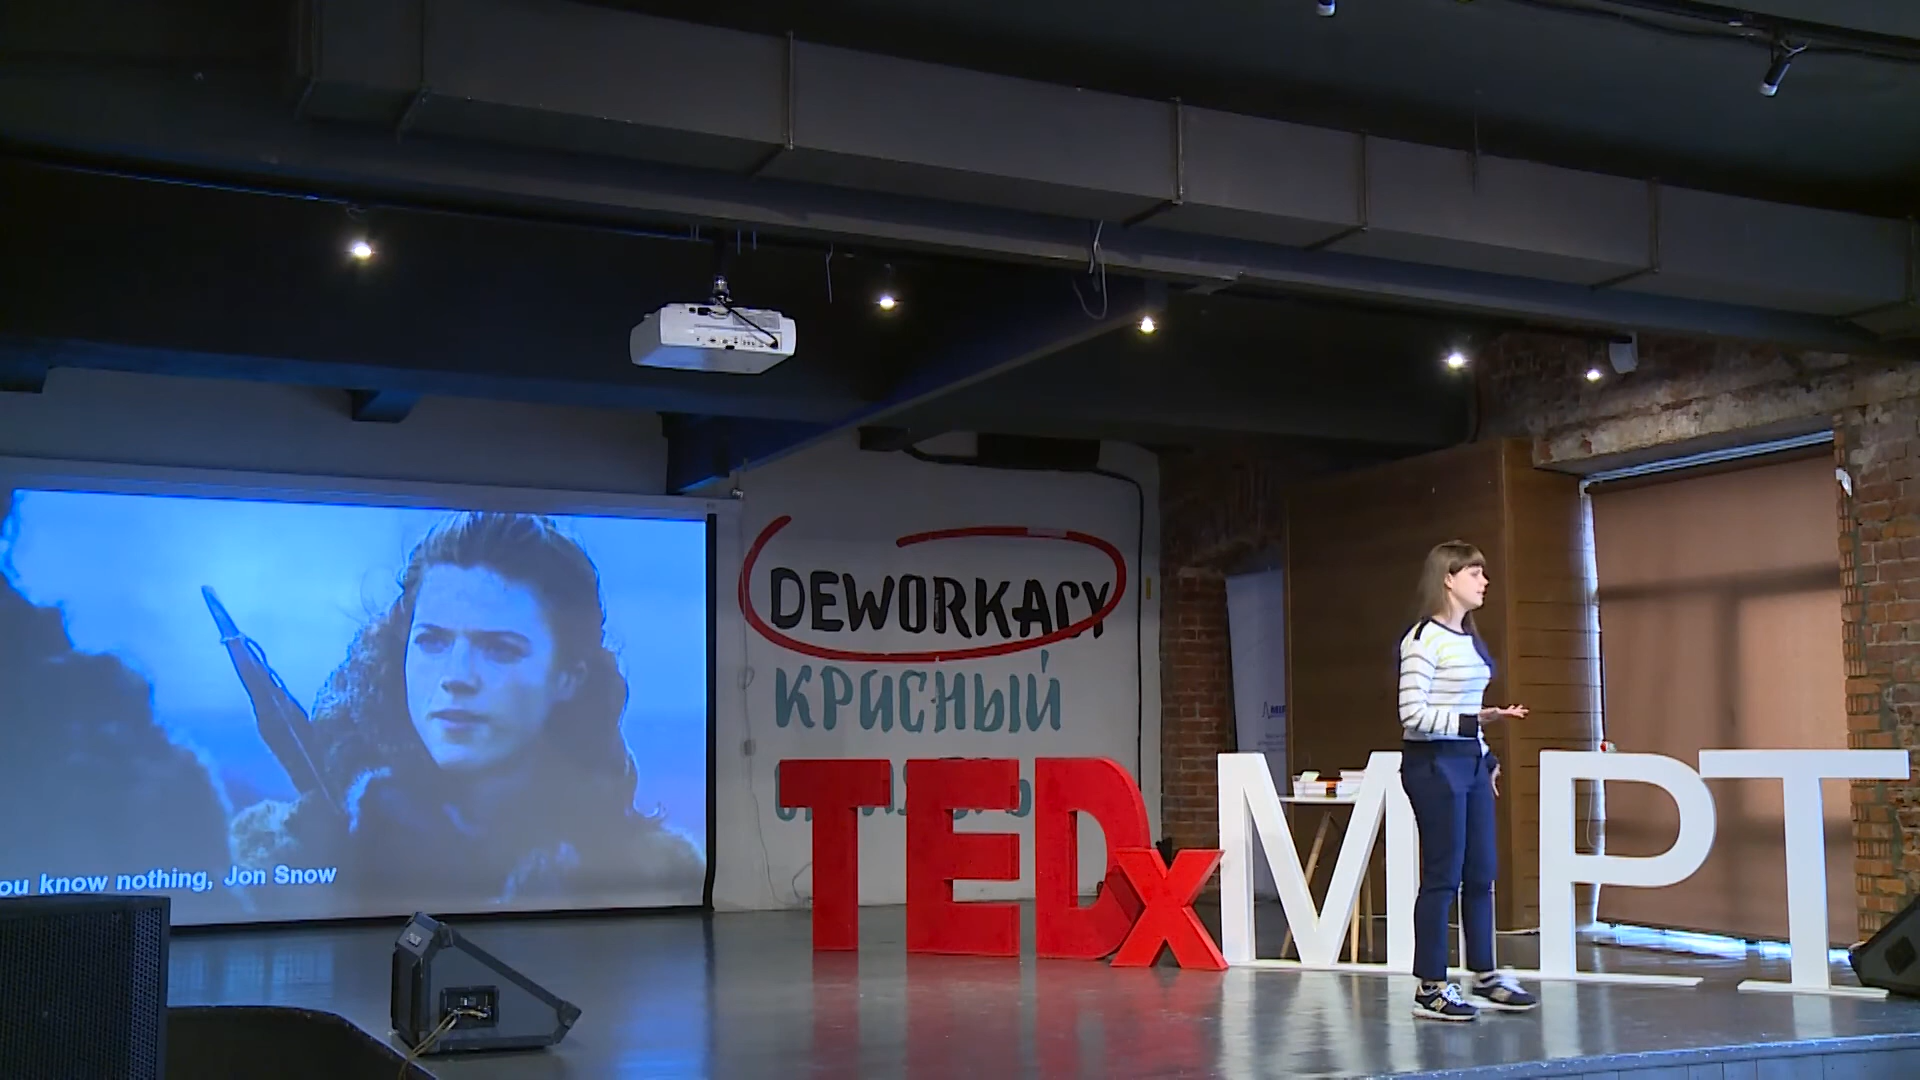 ou know nothing, Jon Snow
DEWORKACY
КРАСНЫЙ
TEDxMIPT